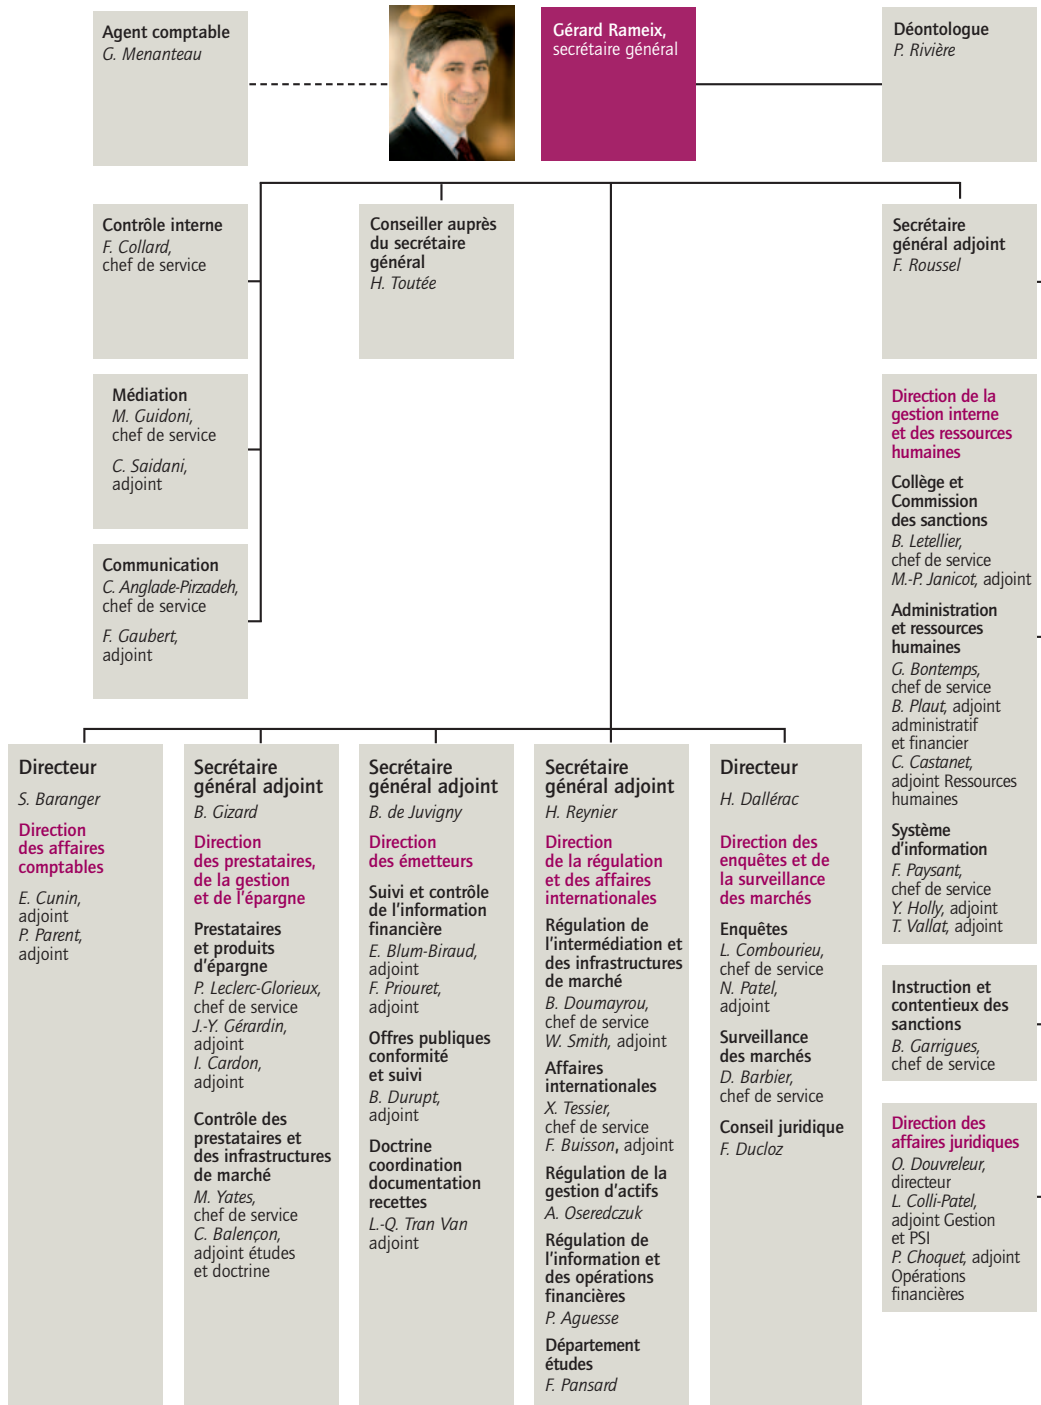 Agent comptable
G. Menanteau
Gérard Rameix,
secrétaire général
Déontologue
P. Rivière
Contrôle interne
F. Collard,
chef de service
Conseiller auprès
du secrétaire
général
H. Toutée
Secrétaire
général adjoint
F. Roussel
Médiation
M. Guidoni,
chef de service
C. Saidani,
adjoint
Communication
C. Anglade-Pirzadeh,
chef de service
F. Gaubert,
adjoint
Direction de la
gestion interne
et des ressources
humaines
Collège et
Commission
des sanctions
B. Letellier,
chef de service
M.-P. Janicot, adjoint
Administration
et ressources
humaines
G. Bontemps,
chef de service
B. Plaut, adjoint
administratif
et financier
C. Castanet,
adjoint Ressources
humaines
Système
d'information
F. Paysant,
chef de service
Y. Holly, adjoint
T. Vallat, adjoint
Instruction et
contentieux des
sanctions
B. Garrigues,
chef de service
Direction des
affaires juridiques
O. Douvreleur,
directeur
L. Colli-Patel,
adjoint Gestion
et PSI
P. Choquet, adjoint
Opérations
financières
Directeur
S. Baranger
Direction
des affaires
comptables
E. Cunin,
adjoint
P. Parent,
adjoint
Secrétaire
général adjoint
B. Gizard
Direction
des prestataires,
de la gestion
et de l'épargne
Prestataires
et produits
d'épargne
P. Leclerc-Glorieux,
chef de service
J.-Y. Gérardin,
adjoint
I. Cardon,
adjoint
Contrôle des
prestataires et
des infrastructures
de marché
M. Yates,
chef de service
C. Balençon,
adjoint études
et doctrine
Secrétaire
général adjoint
B. de Juvigny
Direction
des émetteurs
Suivi et contrôle
de l'information
financière
E. Blum-Biraud,
adjoint
F. Priouret,
adjoint
Offres publiques
conformité
et suivi
B. Durupt,
adjoint
Doctrine
coordination
documentation
recettes
L.-Q. Tran Van
adjoint
Secrétaire
général adjoint
H. Reynier
Direction
de la régulation
et des affaires
internationales
Régulation de
l'intermédiation et
des infrastructures
de marché
B. Doumayrou,
chef de service
W. Smith, adjoint
Affaires
internationales
X. Tessier,
chef de service
F. Buisson, adjoint
Régulation de la
gestion d'actifs
A. Oseredczuk
Régulation de
l'information et
des opérations
financières
P. Aguesse
Département
études
F. Pansard
Directeur
H. Dallérac
Direction des
enquêtes et de
la surveillance
des marchés
Enquêtes
L. Combourieu,
chef de service
N. Patel,
adjoint
Surveillance
des marchés
D. Barbier,
chef de service
Conseil juridique
F. Ducloz